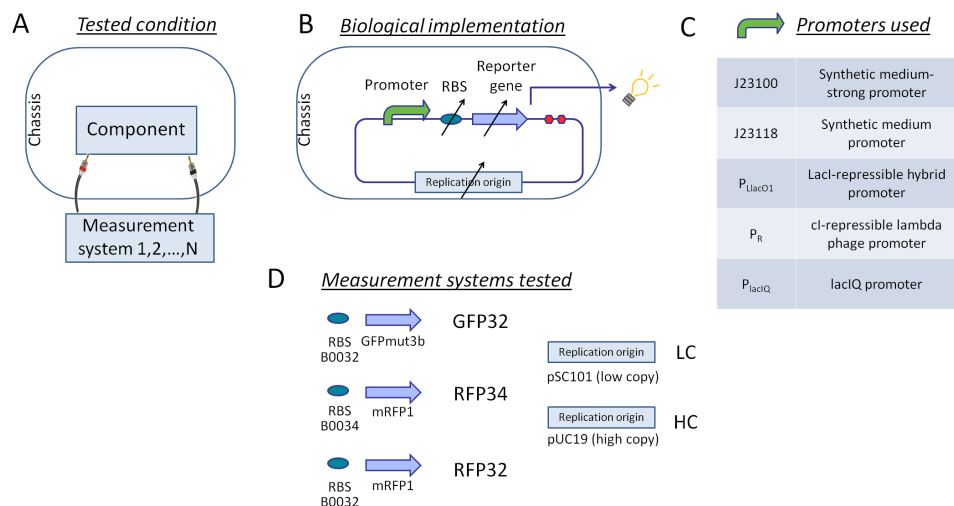 A
Tested condition
Chassis
Component
Measurement
system 1,2,...,N
B
Biological implementation
Chassis
Promoter
RBS
Reporter
gene
Replication origin
C
Promoters used
J23100
Synthetic medium-
strong promoter
J23118
Synthetic medium
promoter
PLlacO1
LacI-repressible hybrid
promoter
PR
cI-repressible lambda
phage promoter
PlacIQ
lacIQ promoter
D
Measurement systems tested
RBS
B0032
GFPmut3b
GFP32
RBS
B0034
mRFP1
RFP34
RBS
B0032
mRFP1
RFP32
Replication origin
pSC101 (low copy)
LC
Replication origin
pUC19 (high copy)
HC